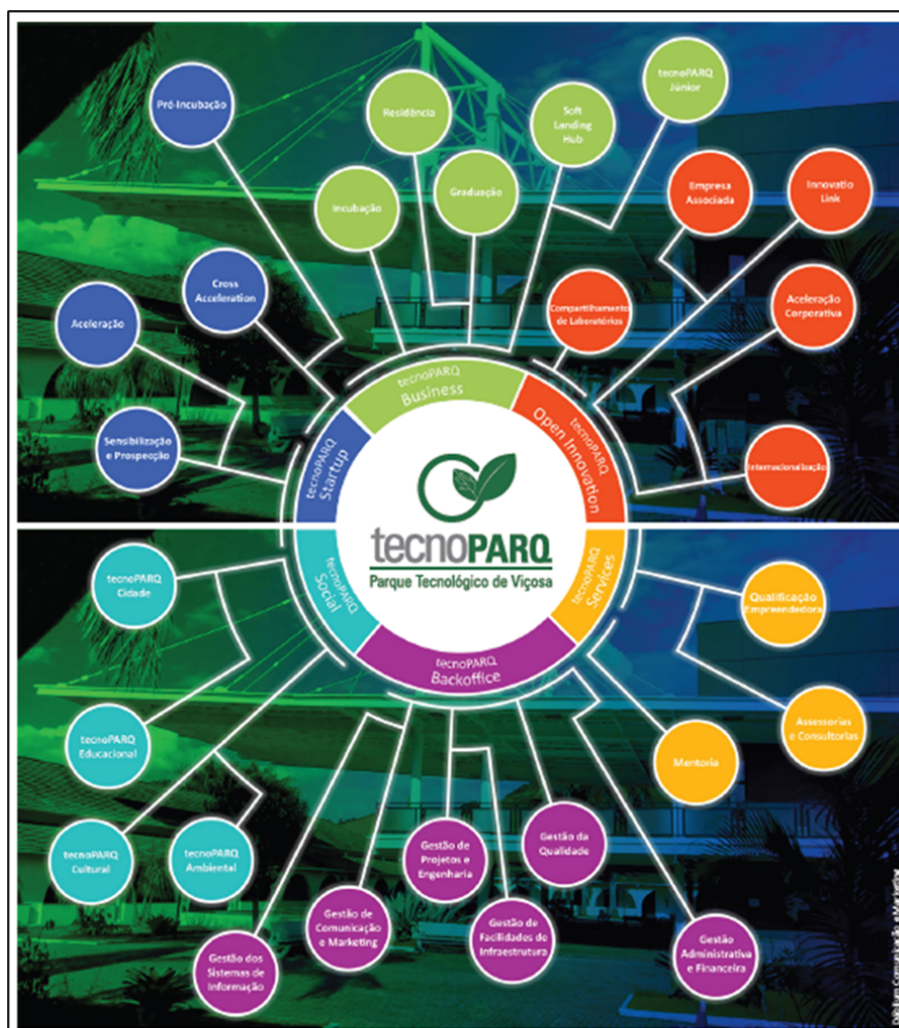 Pré-Incubação
Residência
Soft
Landing
Hub
tecnoPARQ
Júnior
Incubação
Graduação
Empresa
Associada
Innovatio
Link
Cross
Acceleration
Aceleração
Compartilhamento
de Laboratórios
Aceleração
Corporativa
Sensibilização
e Prospecção
Internacionalização
tecnoPARQ
Startup
tecnoPARQ
Business
tecnoPARQ
Open Innovation
tecnoPARQ
Parque Tecnológico de Viçosa
tecnoPARQ
Social
tecnoPARQ
Backoffice
tecnoPARQ
Services
tecnoPARQ
Cidade
Qualificação
Empreendedora
tecnoPARQ
Educacional
Assessorias
e Consultorias
Mentoria
tecnoPARQ
Cultural
tecnoPARQ
Ambiental
Gestão de
Projetos e
Engenharia
Gestão da
Qualidade
Gestão de
Comunicação
e Marketing
Gestão de
Facilidades de
Infraestrutura
Gestão dos
Sistemas de
Informação
Gestão
Administrativa
e Financeira
Comunicação e Marketing